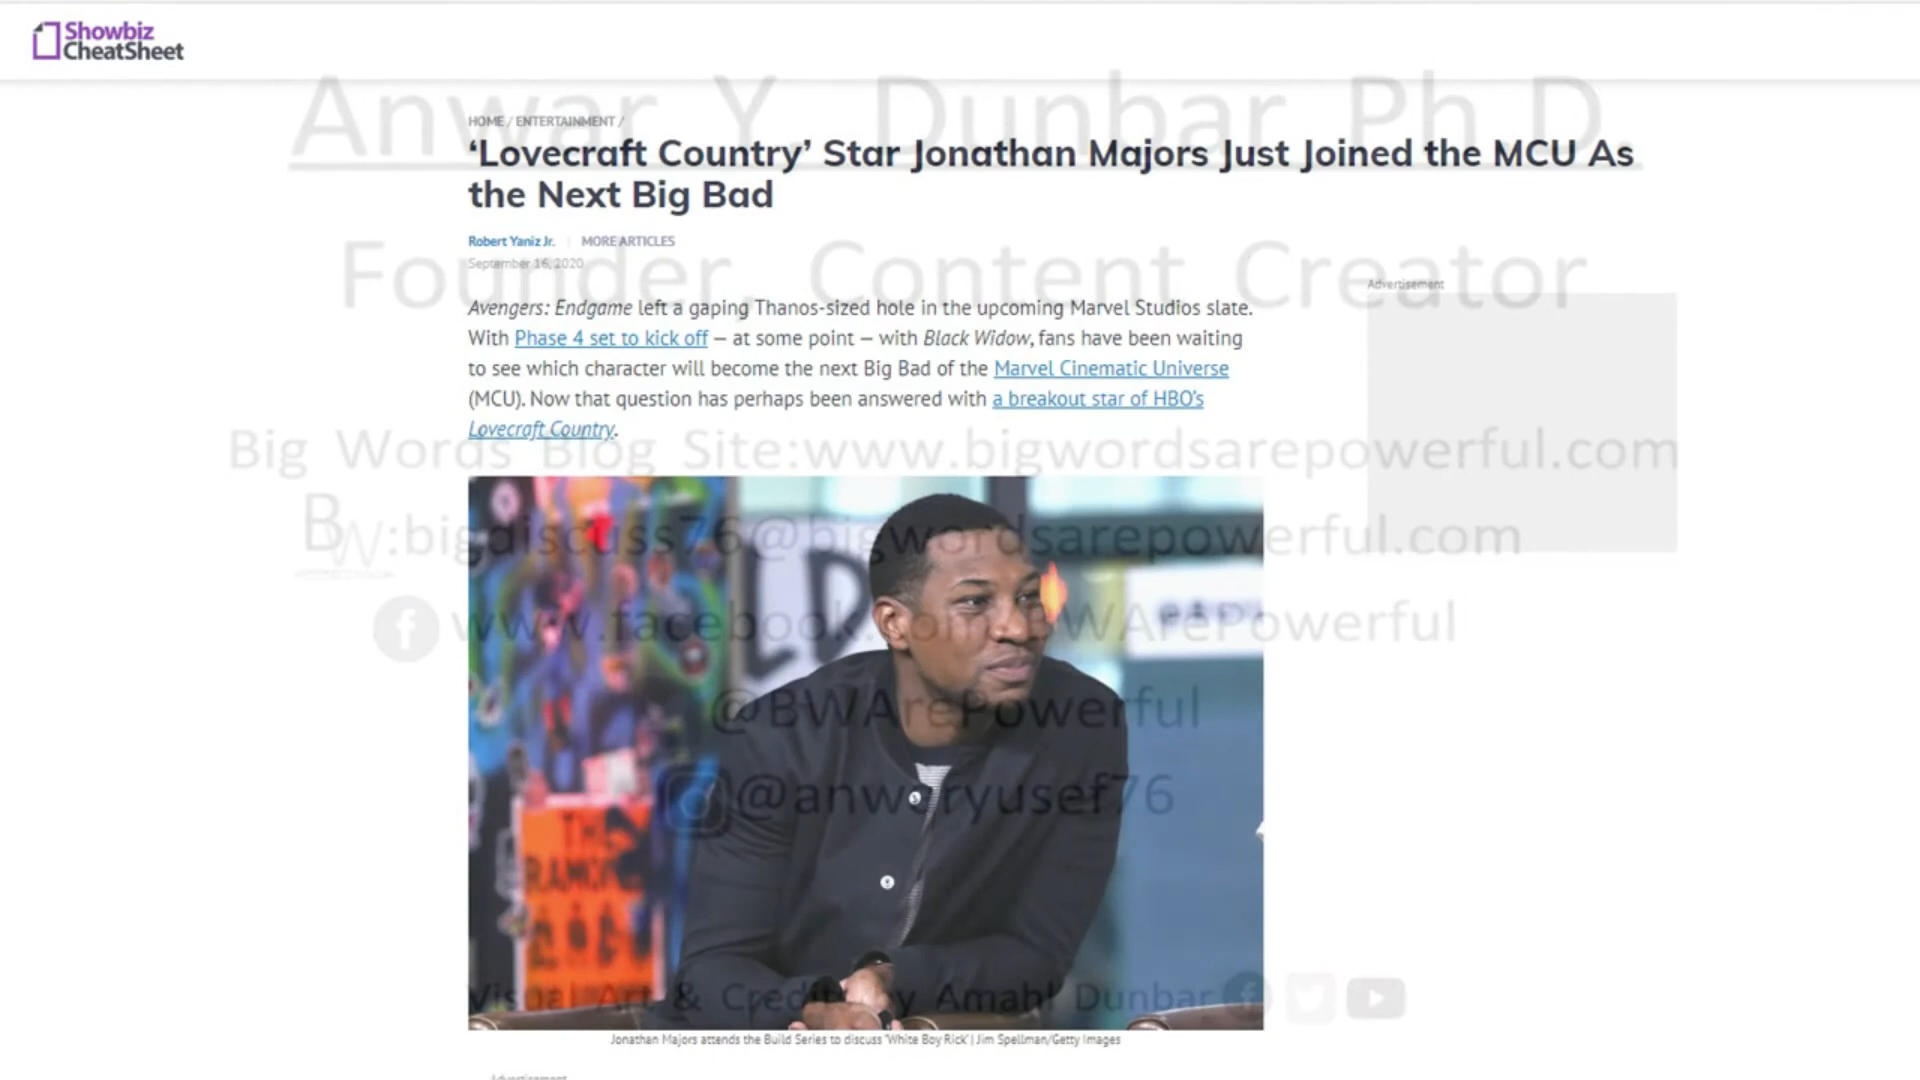 Showbiz
CheatSheet
Anwar Y. Dunbar Ph.D.
HOME / ENTERTAINMENT /
‘Lovecraft Country’ Star Jonathan Majors Just Joined the MCU As
the Next Big Bad
Robert Yaniz Jr. | MORE ARTICLES
September 16, 2020
Founder, Content Creator
Advertisement
Avengers: Endgame left a gaping Thanos-sized hole in the upcoming Marvel Studios slate.
With Phase 4 set to kick off — at some point — with Black Widow, fans have been waiting
to see which character will become the next Big Bad of the Marvel Cinematic Universe
(MCU). Now that question has perhaps been answered with a breakout star of HBO’s
Lovecraft Country.
Big Words Blog Site:www.bigwordsarepowerful.com
BW:bigdiscuss76@bigwordsarepowerful.com
www.facebook.com/BWArePowerful
@BWArePowerful
@anwaryusef76
THE
RAMO
Visual Art & Credits by Amahl Dunbar
Jonathan Majors attends the Build Series to discuss 'White Boy Rick' | Jim Spellman/Getty Images
Advertisement